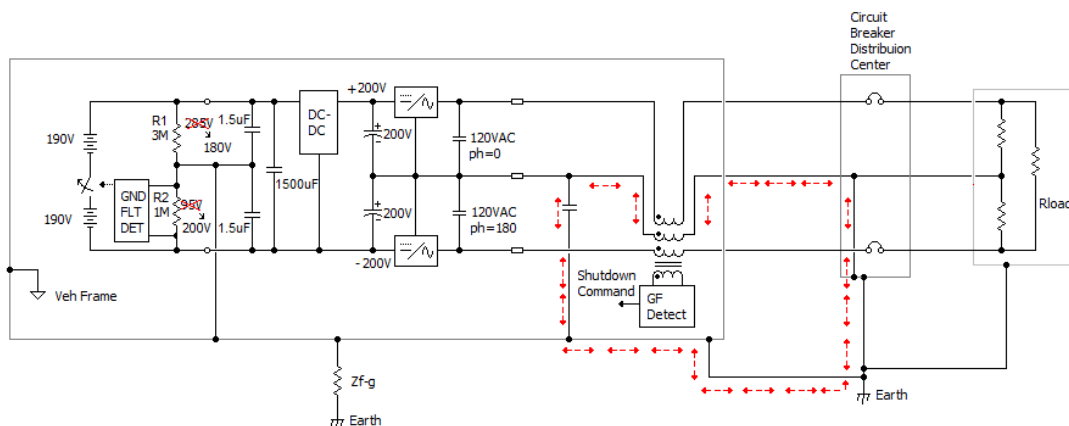 Circuit
Breaker
Distribuion
Center
+200V
R1
3M
285V
180V
1.5uF
DC-
DC
200V
120VAC
ph=0
190V
1500uF
GND
FLT
DET
R2
1M
95V
200V
1.5uF
190V
200V
120VAC
ph=180
-200V
Rload
Veh Frame
Shutdown
Command
GF
Detect
Zf-g
Earth
Earth